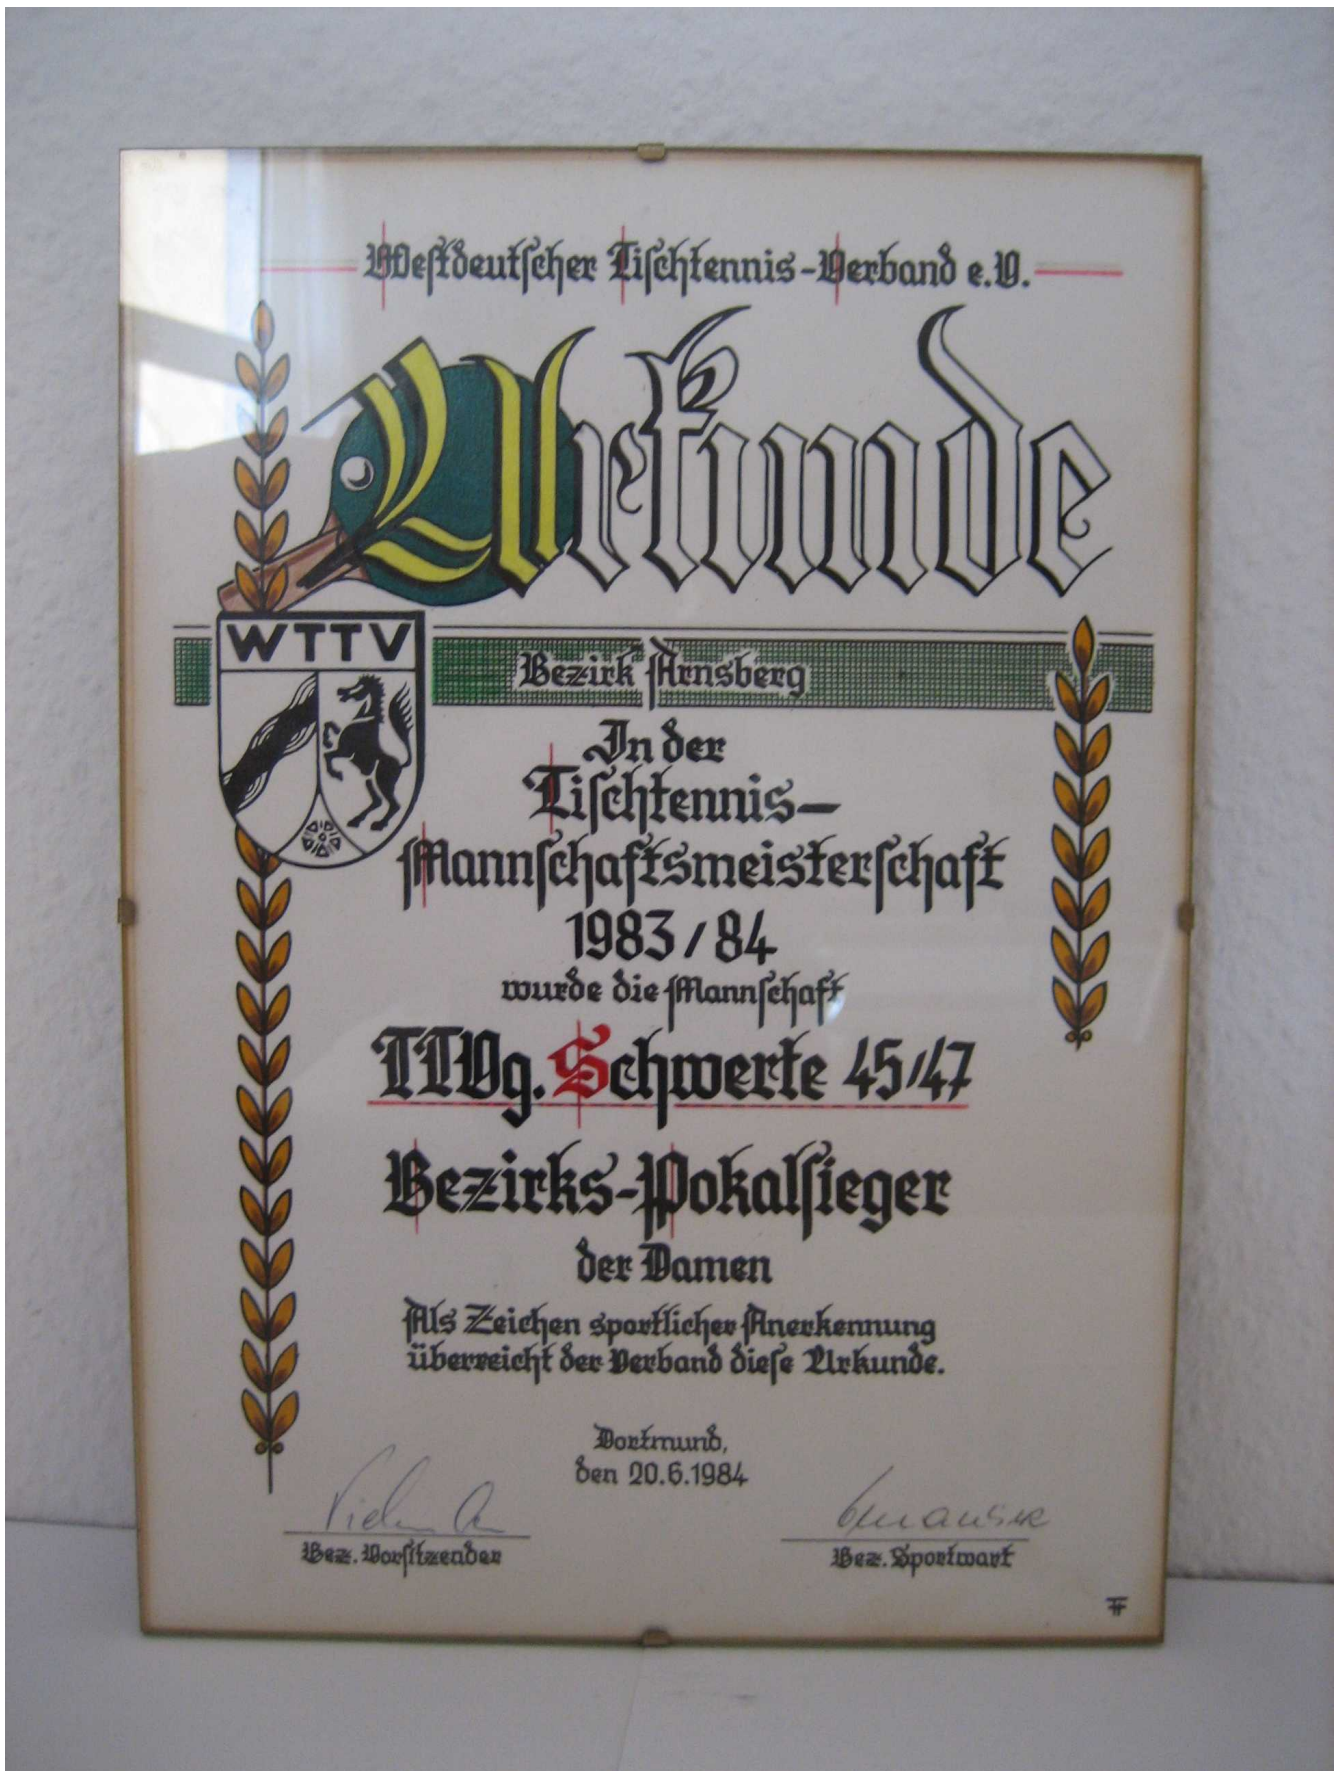 Westdeutscher Tischtennis-Verband e.V.
Urkunde
WTTV
Bezirk Arnsberg
In der
Tischtennis-
Mannschaftsmeisterschaft
1983/84
wurde die Mannschaft
TTVg. Schwerte 45/47
Bezirks-Pokalsieger
der Damen
Als Zeichen sportlicher Anerkennung
überreicht der Verband diese Urkunde.
Dortmund,
den 20.6.1984
Bez. Vorsitzender
Bez. Sportwart